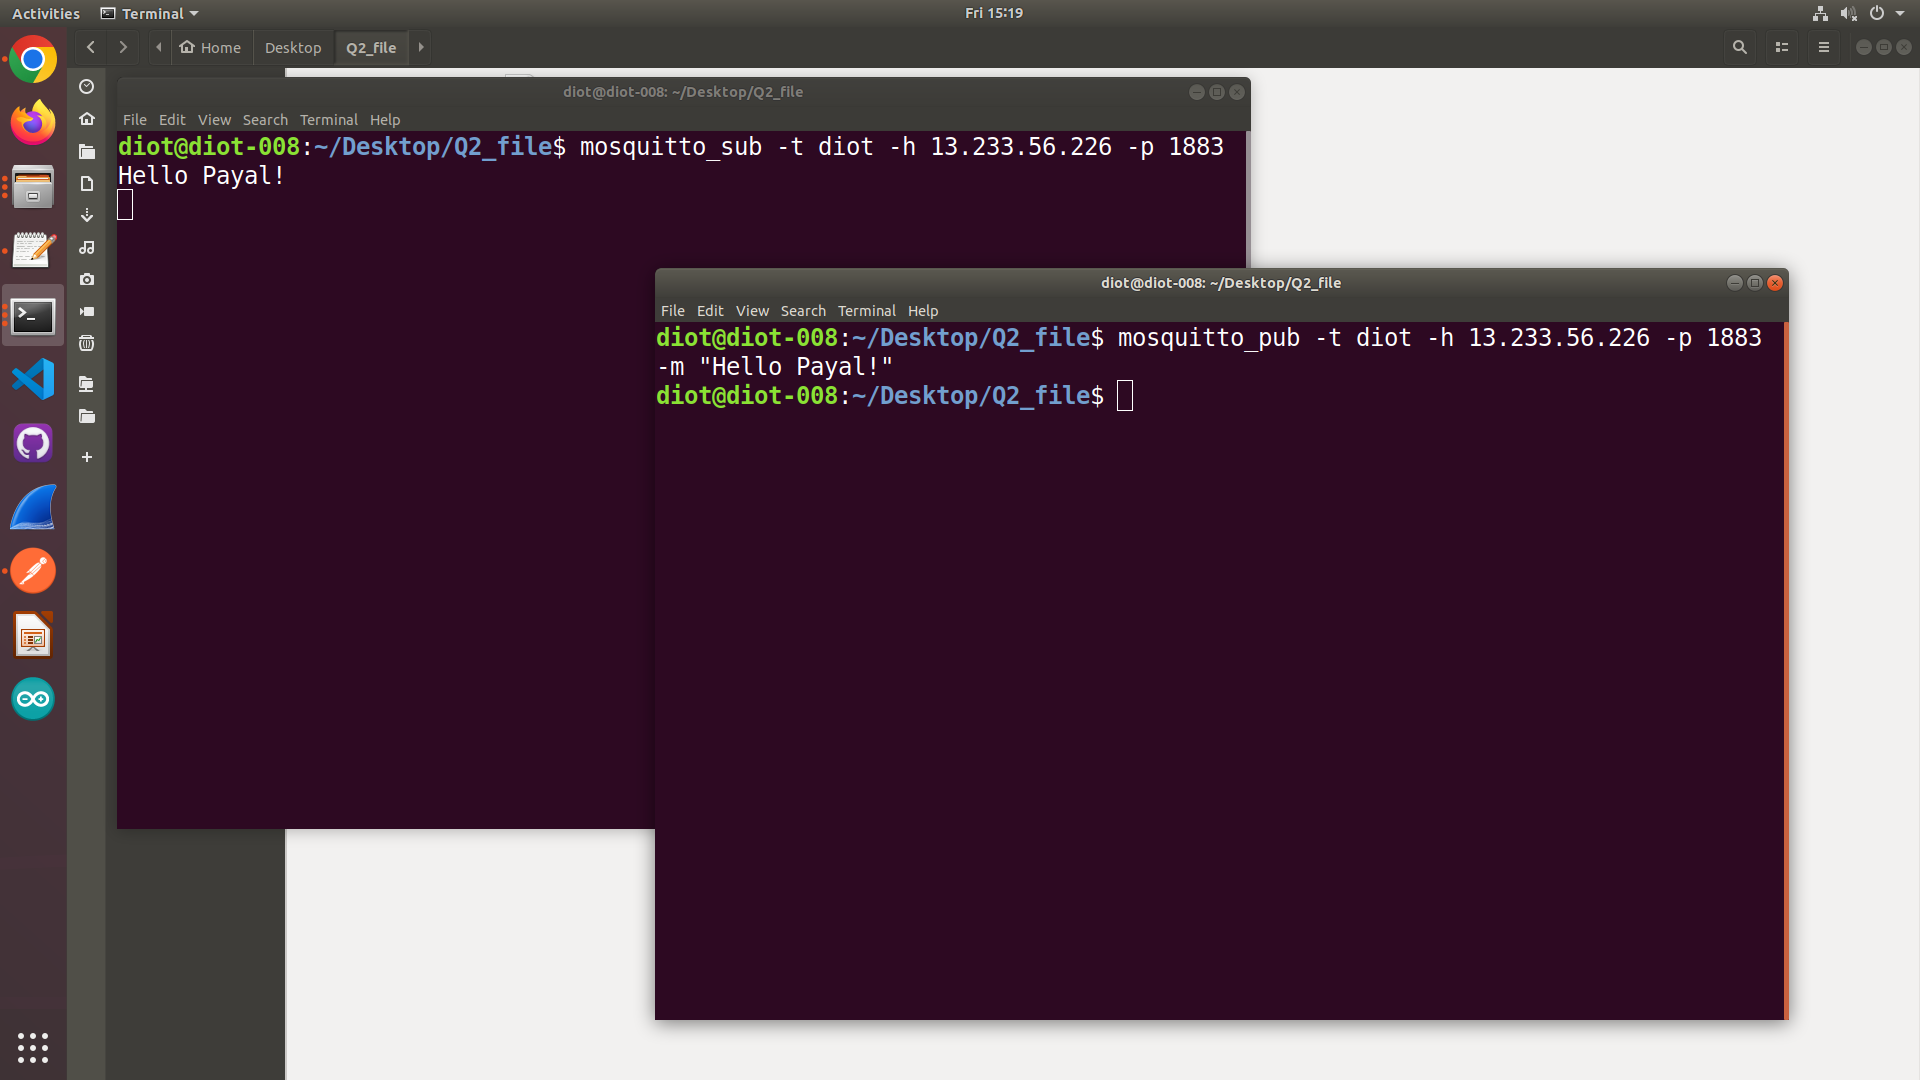 Activities
Terminal
Fri 15:19
Home
Desktop
Q2_file
diot@diot-008: ~/Desktop/Q2_file
File Edit View Search Terminal Help
diot@diot-008:~/Desktop/Q2_file$ mosquitto_sub -t diot -h 13.233.56.226 -p 1883
Hello Payal!
diot@diot-008: ~/Desktop/Q2_file
File Edit View Search Terminal Help
diot@diot-008:~/Desktop/Q2_file$ mosquitto_pub -t diot -h 13.233.56.226 -p 1883
-m "Hello Payal!"
diot@diot-008:~/Desktop/Q2_file$